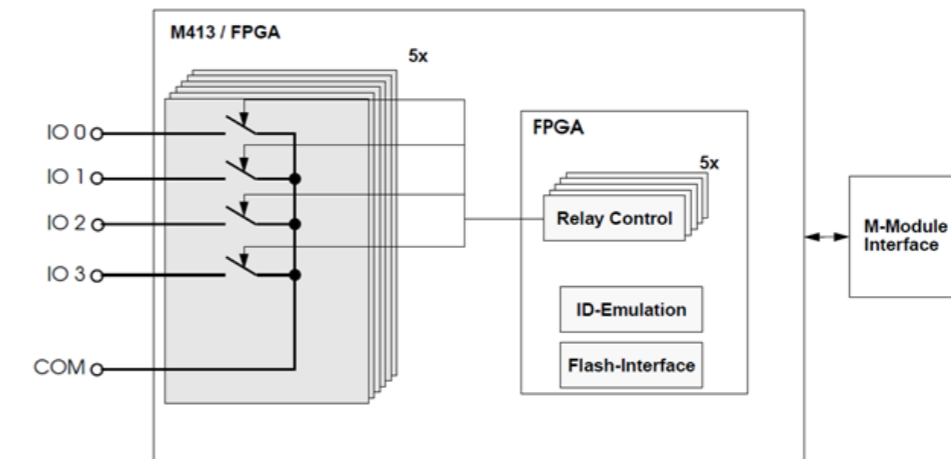 M413 / FPGA
5x
IO 0
IO 1
IO 2
IO 3
COM
FPGA
5x
Relay Control
ID-Emulation
Flash-Interface
M-Module
Interface